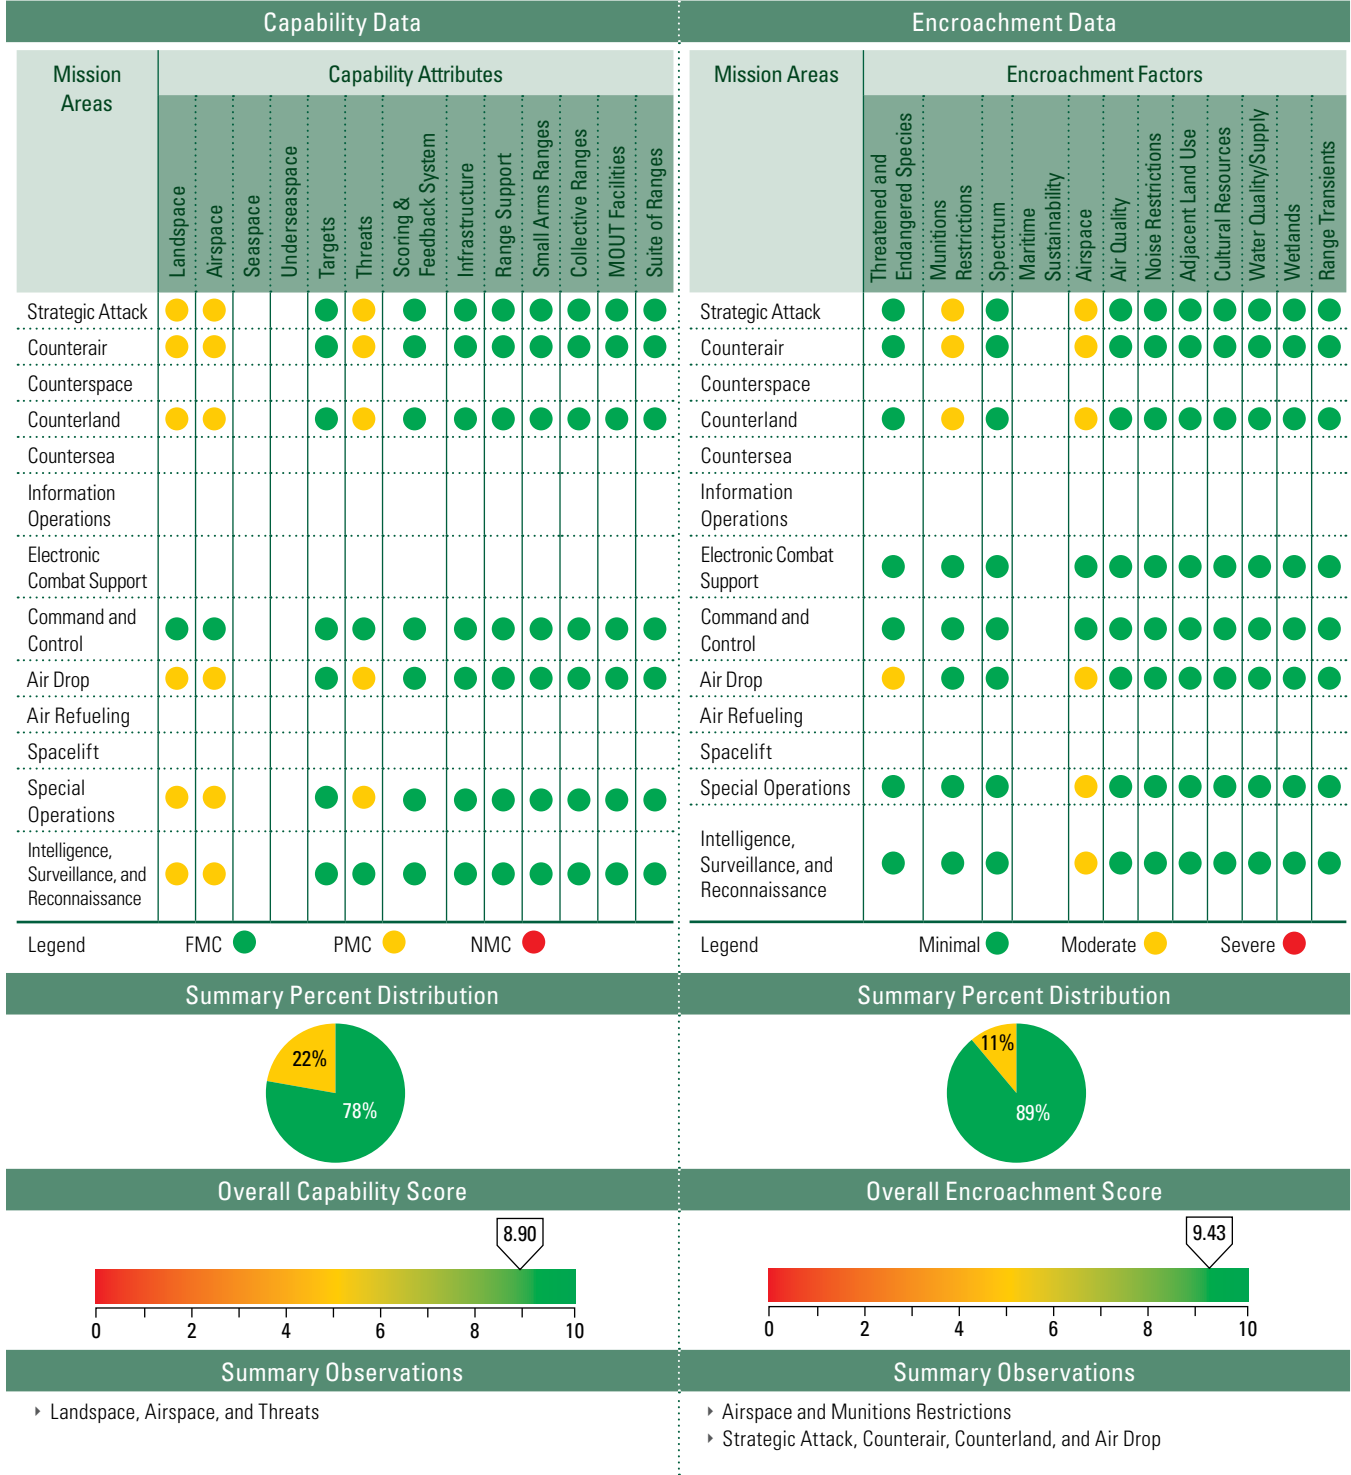 Capability Data
Mission
Areas
Capability Attributes
Landspace
Airspace
Seaspace
Underseaspace
Targets
Threats
Scoring &
Feedback System
Infrastructure
Range Support
Small Arms Ranges
Collective Ranges
MOUT Facilities
Suite of Ranges
Strategic Attack
Counterair
Counterspace
Counterland
Countersea
Information
Operations
Electronic
Combat Support
Command and
Control
Air Drop
Air Refueling
Spacelift
Special
Operations
Intelligence,
Surveillance, and
Reconnaissance
Legend
FMC
PMC
NMC
Summary Percent Distribution
22%
78%
Overall Capability Score
8.90
0
2
4
6
8
10
Summary Observations
‣ Landspace, Airspace, and Threats
Encroachment Data
Mission Areas
Encroachment Factors
Threatened and
Endangered Species
Munitions
Restrictions
Spectrum
Maritime
Sustainability
Airspace
Air Quality
Noise Restrictions
Adjacent Land Use
Cultural Resources
Water Quality/Supply
Wetlands
Range Transients
Strategic Attack
Counterair
Counterspace
Counterland
Countersea
Information
Operations
Electronic Combat
Support
Command and
Control
Air Drop
Air Refueling
Spacelift
Special Operations
Intelligence,
Surveillance, and
Reconnaissance
Legend
Minimal
Moderate
Severe
Summary Percent Distribution
11%
89%
Overall Encroachment Score
9.43
0
2
4
6
8
10
Summary Observations
‣ Airspace and Munitions Restrictions
‣ Strategic Attack, Counterair, Counterland, and Air Drop